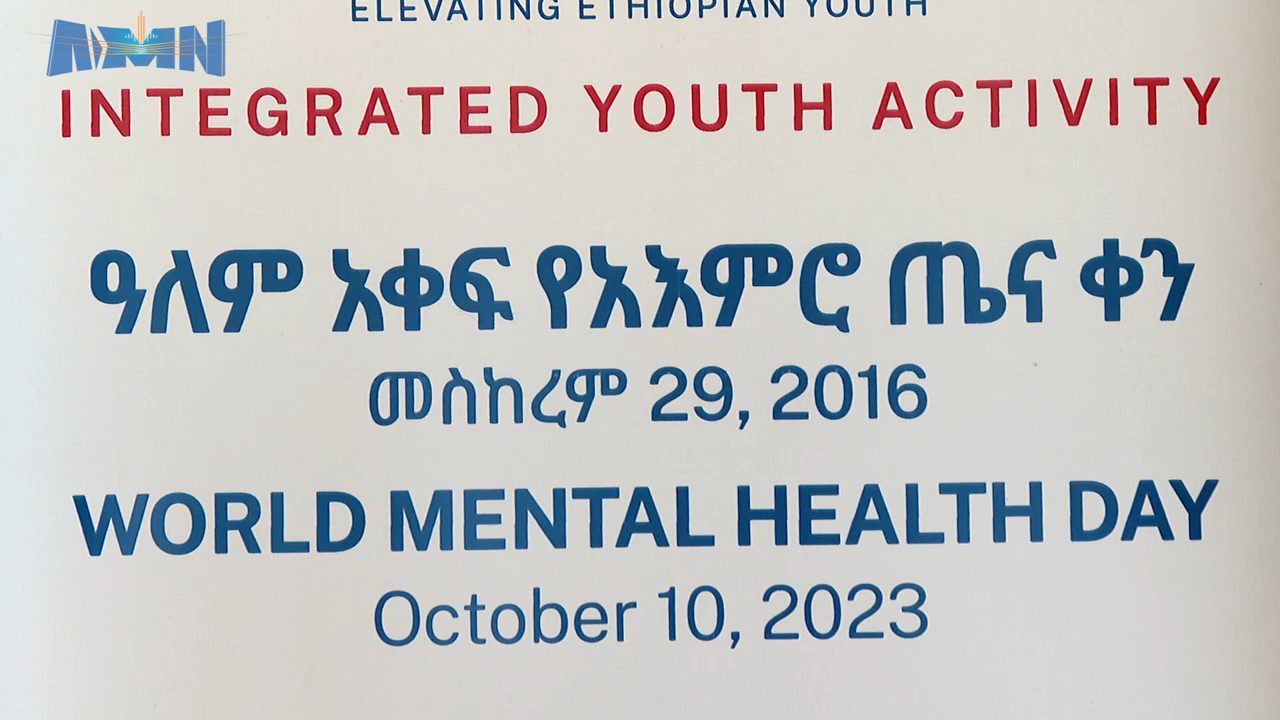 AMN
ELEVATING ETHIOPIAN YOUTH
INTEGRATED YOUTH ACTIVITY
ዓለም አቀፍ የአእምሮ ጤና ቀን
መስከረም 29, 2016
WORLD MENTAL HEALTH DAY
October 10, 2023